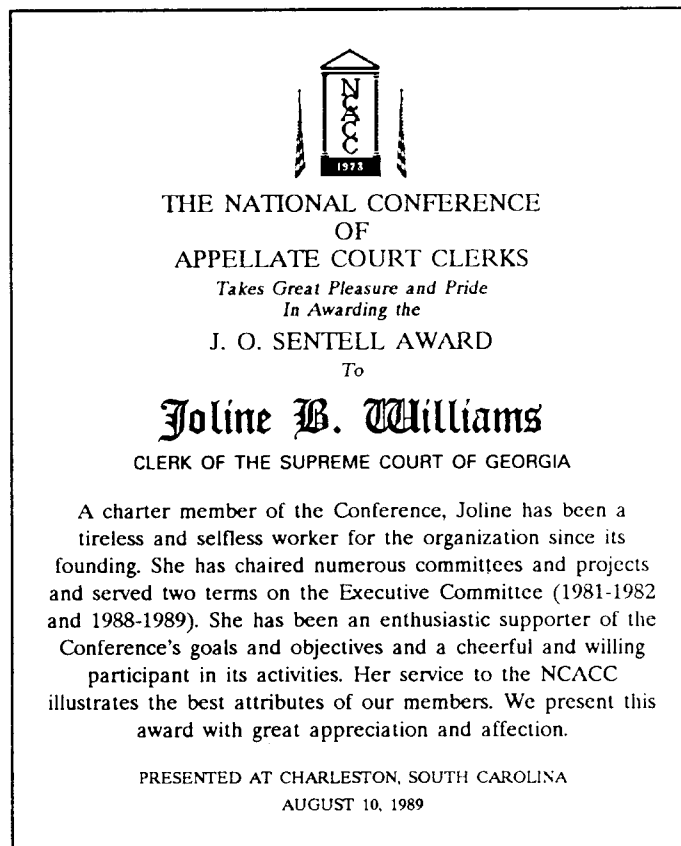 NCACC
1973
THE NATIONAL CONFERENCE
OF
APPELLATE COURT CLERKS
Takes Great Pleasure and Pride
In Awarding the
J. O. SENTELL AWARD
To
Joline B. Williams
CLERK OF THE SUPREME COURT OF GEORGIA
A charter member of the Conference, Joline has been a
tireless and selfless worker for the organization since its
founding. She has chaired numerous committees and projects
and served two terms on the Executive Committee (1981-1982
and 1988-1989). She has been an enthusiastic supporter of the
Conference's goals and objectives and a cheerful and willing
participant in its activities. Her service to the NCACC
illustrates the best attributes of our members. We present this
award with great appreciation and affection.
PRESENTED AT CHARLESTON, SOUTH CAROLINA
AUGUST 10, 1989